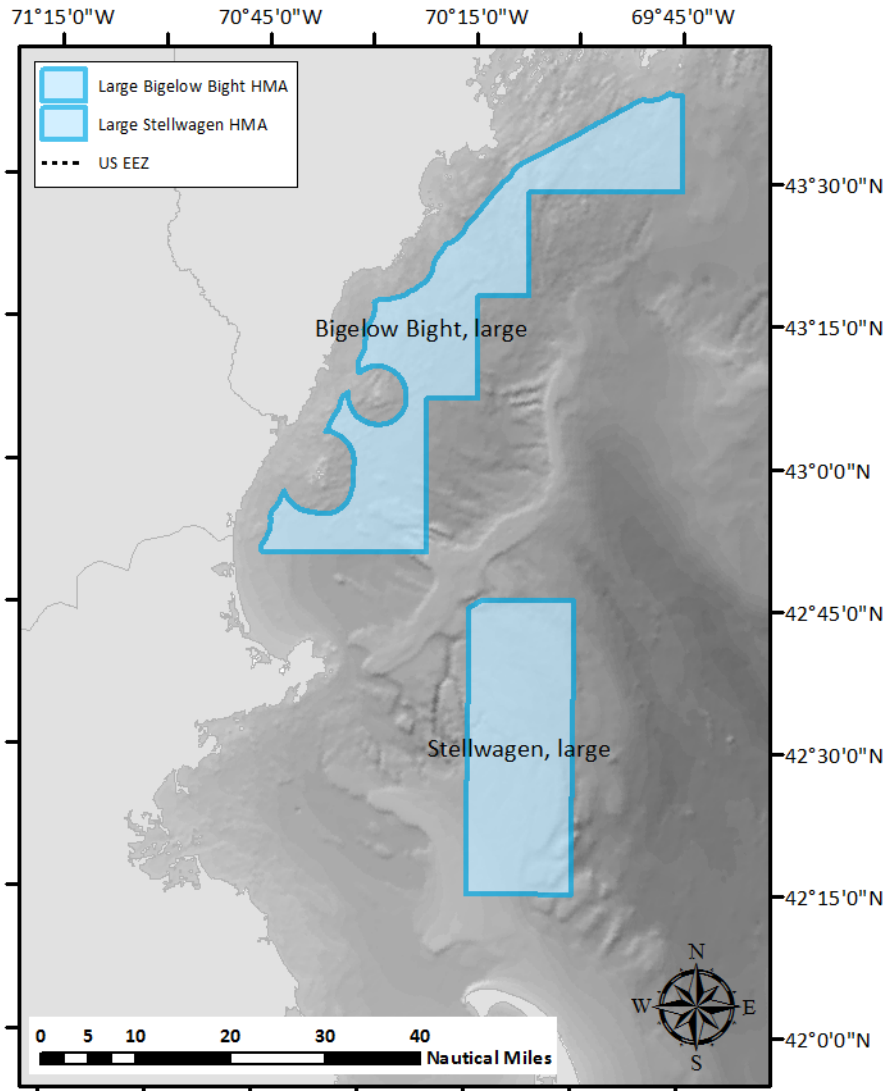 71°15'0"W 70°45'0"W 70°15'0"W 69°45'0"W
Large Bigelow Bight HMA
Large Stellwagen HMA
US EEZ
43°30'0"N
Bigelow Bight, large
43°15'0"N
43°0'0"N
42°45'0"N
Stellwagen, large
42°30'0"N
42°15'0"N
N
W E
S
0 5 10 20 30 40
Nautical Miles
42°0'0"N